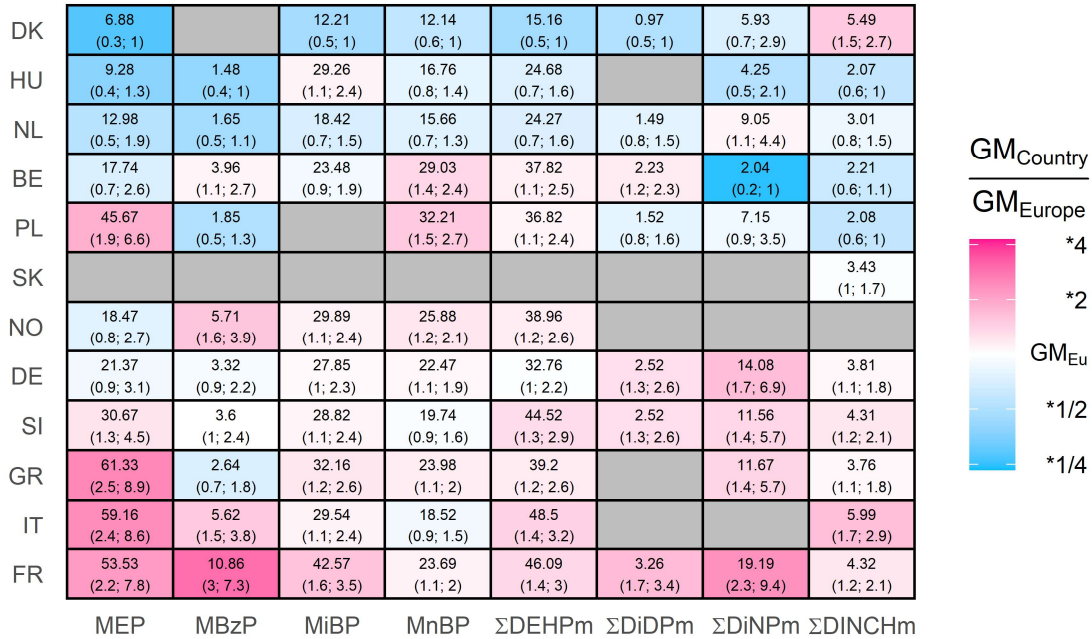 DK 6.88 12.21 12.14 15.16 0.97 5.93 5.49
(0.3; 1) (0.5; 1) (0.6; 1) (0.5; 1) (0.5; 1) (0.7; 2.9) (1.5; 2.7)
HU 9.28 1.48 29.26 16.76 24.68 4.25 2.07
(0.4; 1.3) (0.4; 1) (1.1; 2.4) (0.8; 1.4) (0.7; 1.6) (0.5; 2.1) (0.6; 1)
NL 12.98 1.65 18.42 15.66 24.27 1.49 9.05 3.01
(0.5; 1.9) (0.5; 1.1) (0.7; 1.5) (0.7; 1.3) (0.7; 1.6) (0.8; 1.5) (1.1; 4.4) (0.8; 1.5)
BE 17.74 3.96 23.48 29.03 37.82 2.23 2.04 2.21
(0.7; 2.6) (1.1; 2.7) (0.9; 1.9) (1.4; 2.4) (1.1; 2.5) (1.2; 2.3) (0.2; 1) (0.6; 1.1)
PL 45.67 1.85 32.21 36.82 1.52 7.15 2.08
(1.9; 6.6) (0.5; 1.3) (1.5; 2.7) (1.1; 2.4) (0.8; 1.6) (0.9; 3.5) (0.6; 1)
SK 3.43
(1; 1.7)
NO 18.47 5.71 29.89 25.88 38.96
(0.8; 2.7) (1.6; 3.9) (1.1; 2.4) (1.2; 2.1) (1.2; 2.6)
DE 21.37 3.32 27.85 22.47 32.76 2.52 14.08 3.81
(0.9; 3.1) (0.9; 2.2) (1; 2.3) (1.1; 1.9) (1; 2.2) (1.3; 2.6) (1.7; 6.9) (1.1; 1.8)
SI 30.67 3.6 28.82 19.74 44.52 2.52 11.56 4.31
(1.3; 4.5) (1; 2.4) (1.1; 2.4) (0.9; 1.6) (1.3; 2.9) (1.3; 2.6) (1.4; 5.7) (1.2; 2.1)
GR 61.33 2.64 32.16 23.98 39.2 11.67 3.76
(2.5; 8.9) (0.7; 1.8) (1.2; 2.6) (1.1; 2) (1.2; 2.6) (1.4; 5.7) (1.1; 1.8)
IT 59.16 5.62 29.54 18.52 48.5 5.99
(2.4; 8.6) (1.5; 3.8) (1.1; 2.4) (0.9; 1.5) (1.4; 3.2) (1.7; 2.9)
FR 53.53 10.86 42.57 23.69 46.09 3.26 19.19 4.32
(2.2; 7.8) (3; 7.3) (1.6; 3.5) (1.1; 2) (1.4; 3) (1.7; 3.4) (2.3; 9.4) (1.2; 2.1)
MEP MBzP MiBP MnBP ΣDEHPm ΣDiDPm ΣDiNPm ΣDINCHm
GM Country
GM Europe
*4
*2
GM Eu
*1/2
*1/4